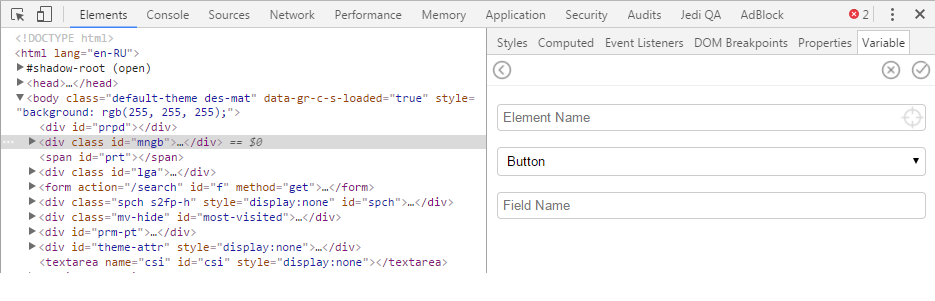 Elements Console Sources Network Performance Memory Application Security Audits Jedi QA AdBlock 2
Styles Computed Event Listeners DOM Breakpoints Properties Variable
<!DOCTYPE html>
<html lang="en-RU">
#shadow-root (open)
<head>…</head>
<body class="default-theme des-mat" data-gr-c-s-loaded="true" style=
"background: rgb(255, 255, 255);">
<div id="prpd"></div>
<div class id="mngb">…</div> == $0
<span id="prt"></span>
<div class id="lga">…</div>
<form action="/search" id="f" method="get">…</form>
<div class="spch s2fp-h" style="display:none" id="spch">…</div>
<div class="mv-hide" id="most-visited">…</div>
<div id="prm-pt">…</div>
<div id="theme-attr" style="display:none">…</div>
<textarea name="csi" id="csi" style="display:none"></textarea>
Element Name
Button
Field Name